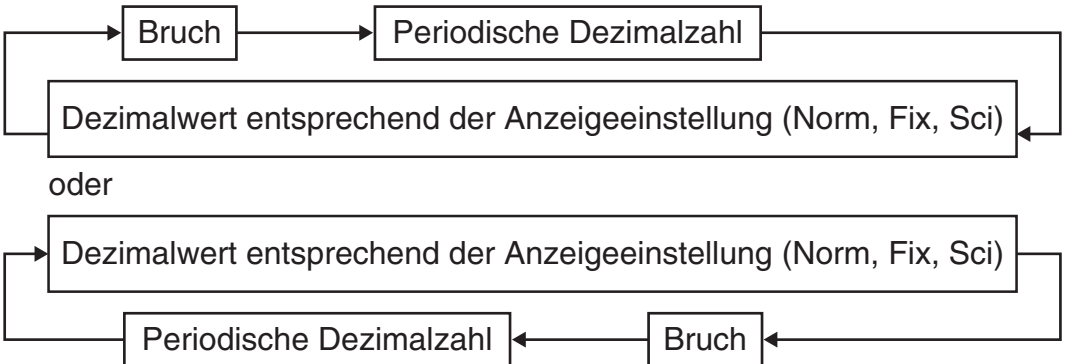 Bruch Periodische Dezimalzahl
Dezimalwert entsprechend der Anzeigeeinstellung (Norm, Fix, Sci)
oder
Dezimalwert entsprechend der Anzeigeeinstellung (Norm, Fix, Sci)
Periodische Dezimalzahl Bruch